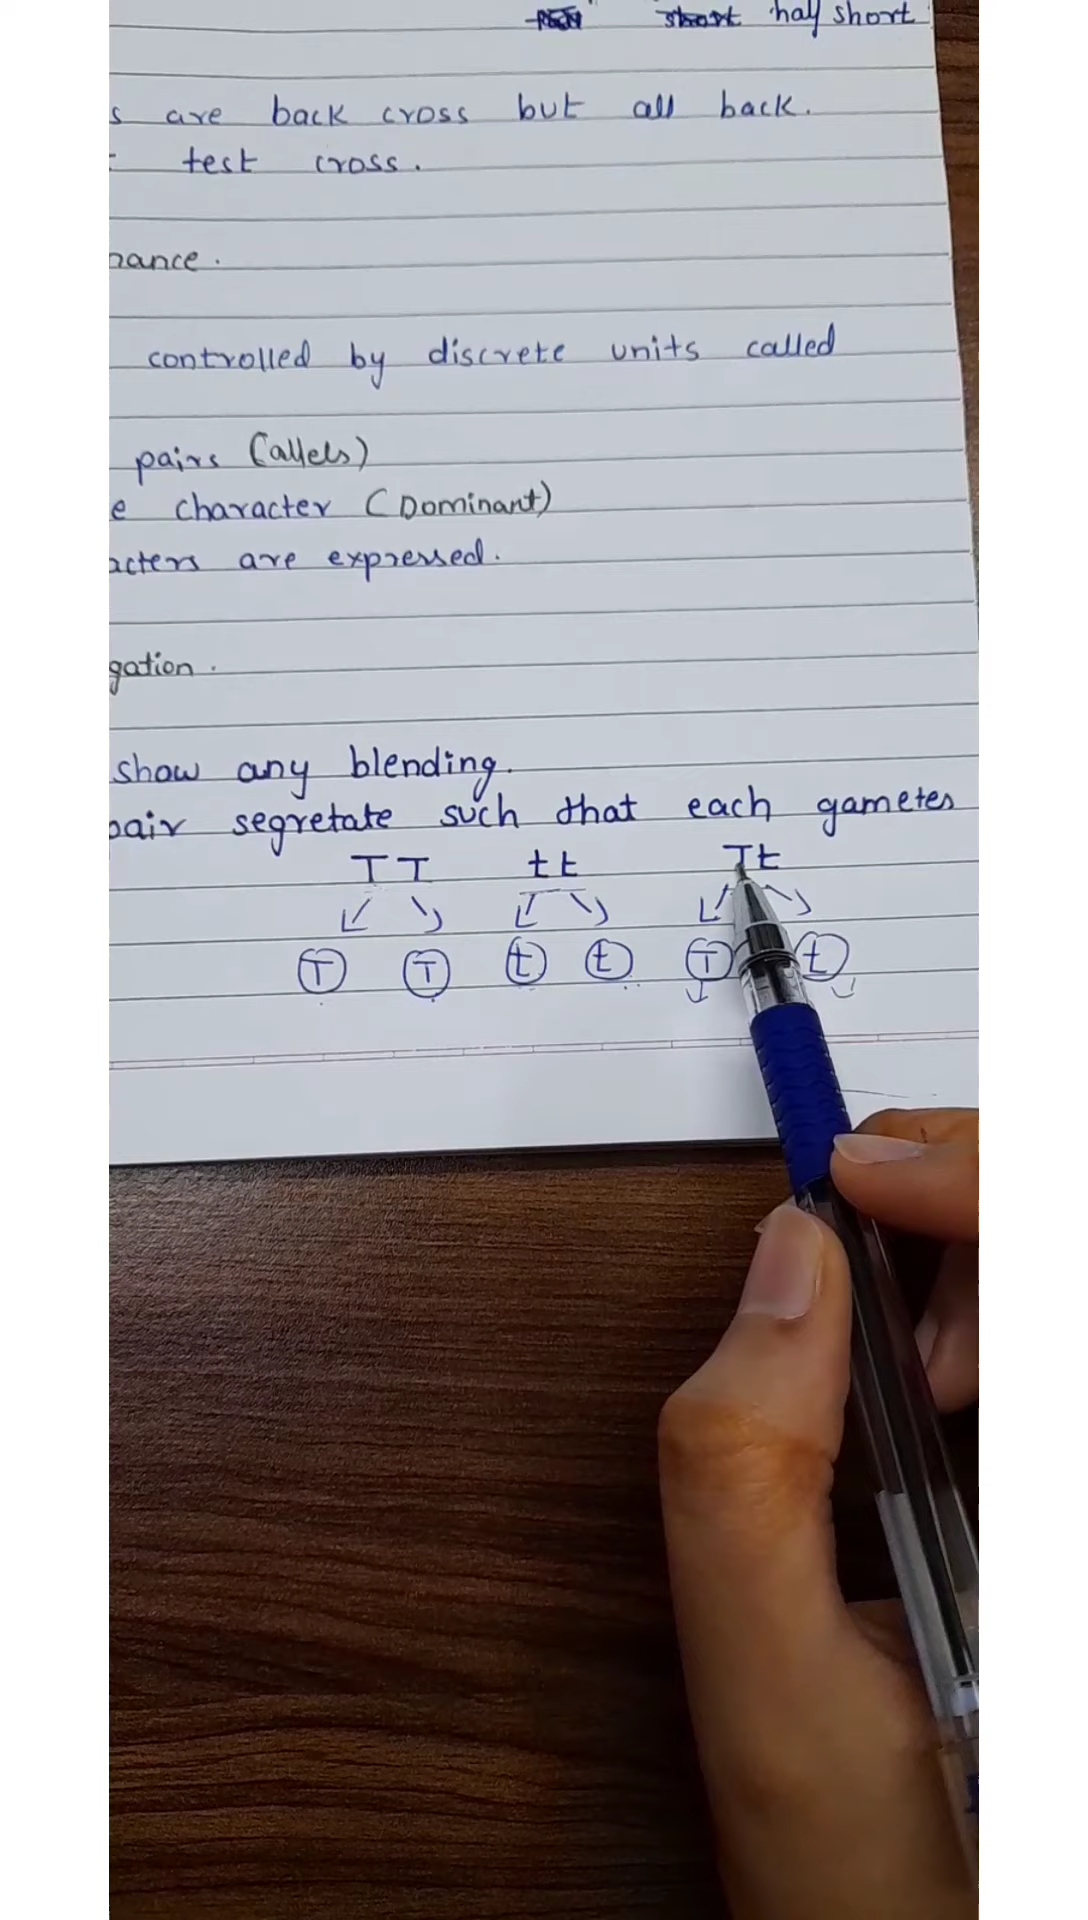 short half short
s are back cross but all back.
test cross.
nance.
controlled by discrete units called
pairs (allels)
e character (Dominant)
acters are expressed.
gation.
show any blending.
pair segretate such that each gametes
TT tt Tt
T T t t T t